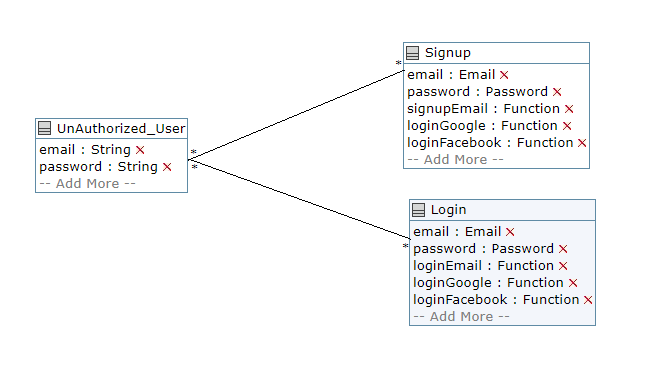 Signup
*
email : Email ×
password : Password ×
signupEmail : Function ×
loginGoogle : Function ×
loginFacebook : Function ×
-- Add More --
UnAuthorized_User
email : String ×
password : String ×
-- Add More --
*
*
Login
*
email : Email ×
password : Password ×
loginEmail : Function ×
loginGoogle : Function ×
loginFacebook : Function ×
-- Add More --